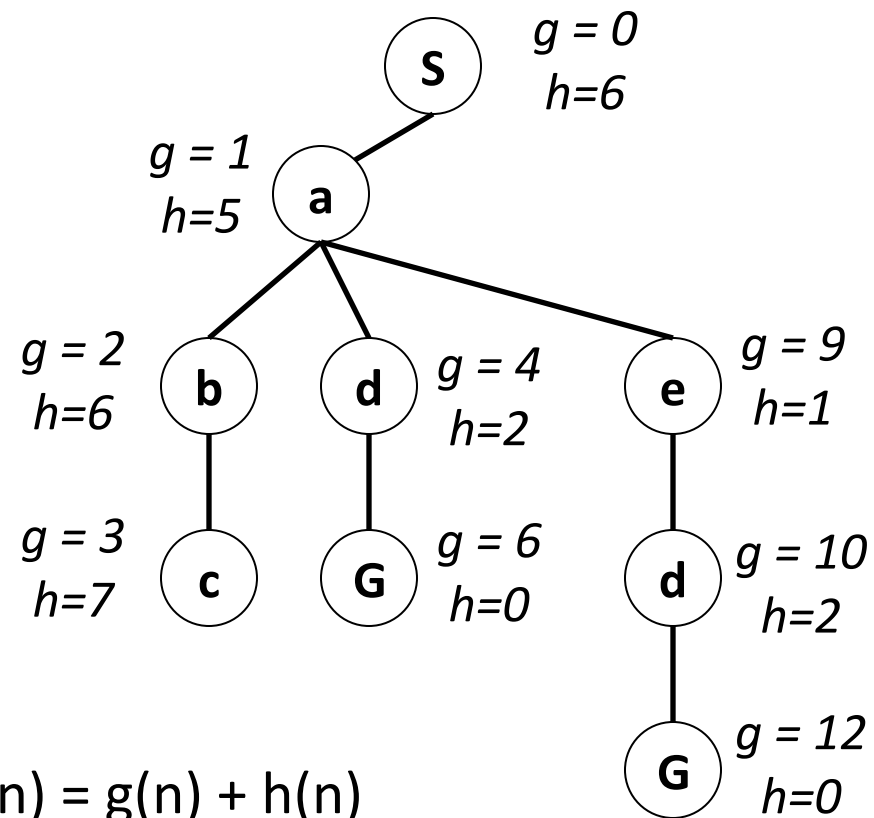 S
g = 0
h=6
g = 1
h=5
a
g = 2
h=6
b
d
g = 4
h=2
e
g = 9
h=1
g = 3
h=7
c
G
g = 6
h=0
d
g = 10
h=2
G
g = 12
h=0
n) = g(n) + h(n)